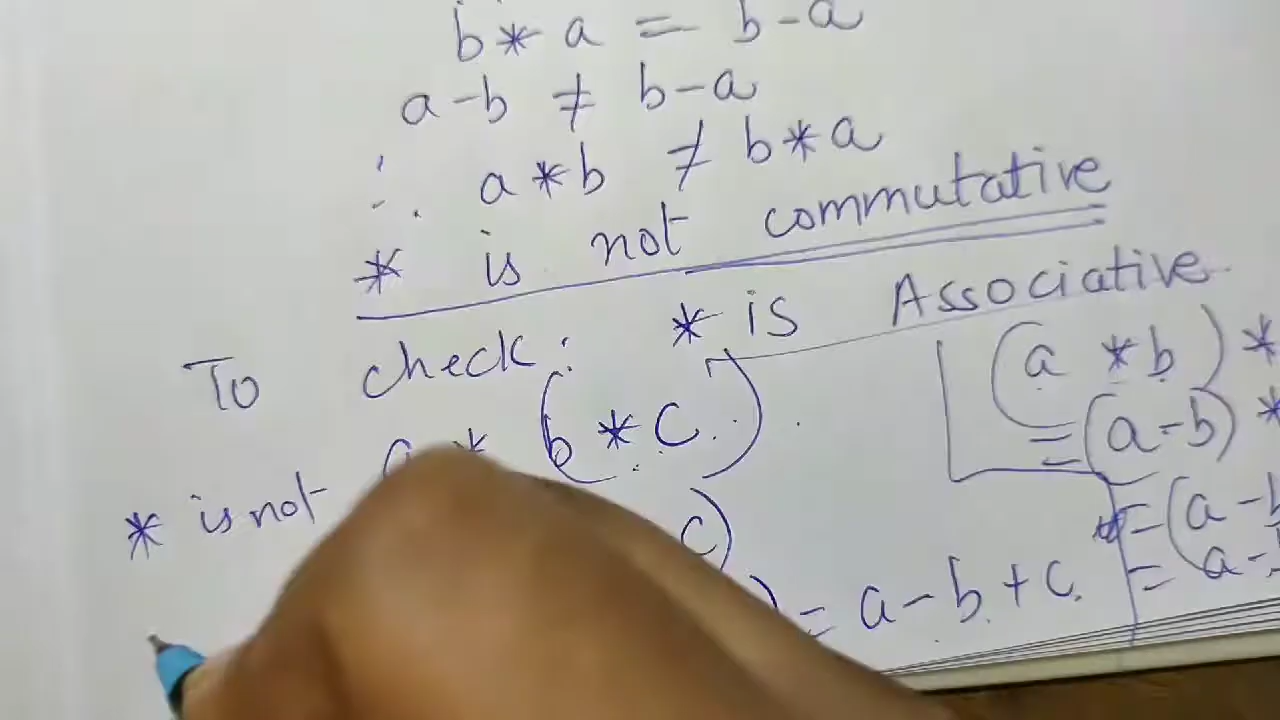 b * a = b - a
a - b ≠ b - a
∴ a * b ≠ b * a
* is not commutative
To check: * is Associative
a * (b * c)
* is not
c)
) = a - b + c
(a * b) *
= (a - b) *
= (a - b
= a -